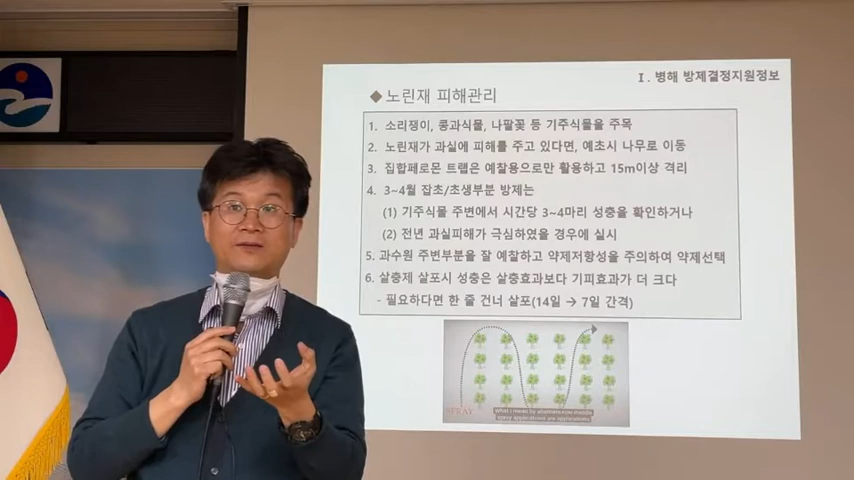 Ⅰ. 병해 방제결정지원정보
◆노린재 피해관리
1. 소리쟁이, 콩과식물, 나팔꽃 등 기주식물을 주목
2. 노린재가 과실에 피해를 주고 있다면, 예초시 나무로 이동
3. 집합페로몬 트랩은 예찰용으로만 활용하고 15m이상 격리
4. 3~4월 잡초/초생부분 방제는
(1) 기주식물 주변에서 시간당 3~4마리 성충을 확인하거나
(2) 전년 과실피해가 극심하였을 경우에 실시
5. 과수원 주변부분을 잘 예찰하고 약제저항성을 주의하여 약제선택
6. 살충제 살포시 성충은 살충효과보다 기피효과가 더 크다
- 필요하다면 한 줄 건너 살포(14일 → 7일 간격)
SPRAY
What I mean by alternate-row middle
spray applications are applications